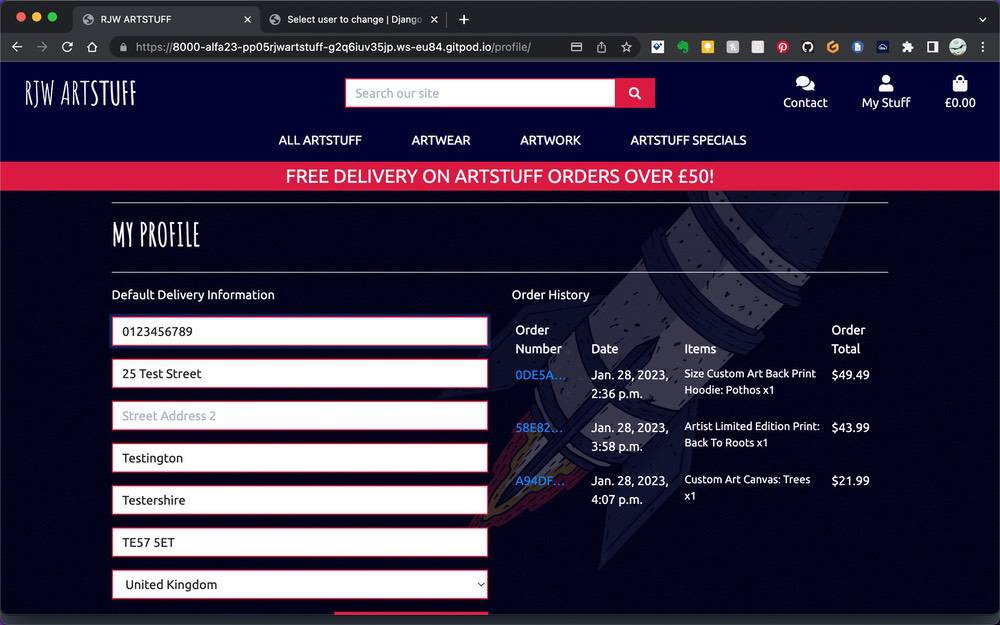 RJW ARTSTUFF
Select user to change | Django
https://8000-alfa23-pp05rjwartstuff-g2q6iuv35jp.ws-eu84.gitpod.io/profile/
RJW ARTSTUFF
Search our site
Contact
My Stuff
£0.00
ALL ARTSTUFF
ARTWEAR
ARTWORK
ARTSTUFF SPECIALS
FREE DELIVERY ON ARTSTUFF ORDERS OVER £50!
MY PROFILE
Default Delivery Information
0123456789
25 Test Street
Street Address 2
Testington
Testershire
TE57 5ET
United Kingdom
Order History
Order
Number
Date
Items
Order
Total
0DE5A...
Jan. 28, 2023,
2:36 p.m.
Size Custom Art Back Print
Hoodie: Pothos x1
$49.49
58E82...
Jan. 28, 2023,
3:58 p.m.
Artist Limited Edition Print:
Back To Roots x1
$43.99
A94DF...
Jan. 28, 2023,
4:07 p.m.
Custom Art Canvas: Trees
x1
$21.99